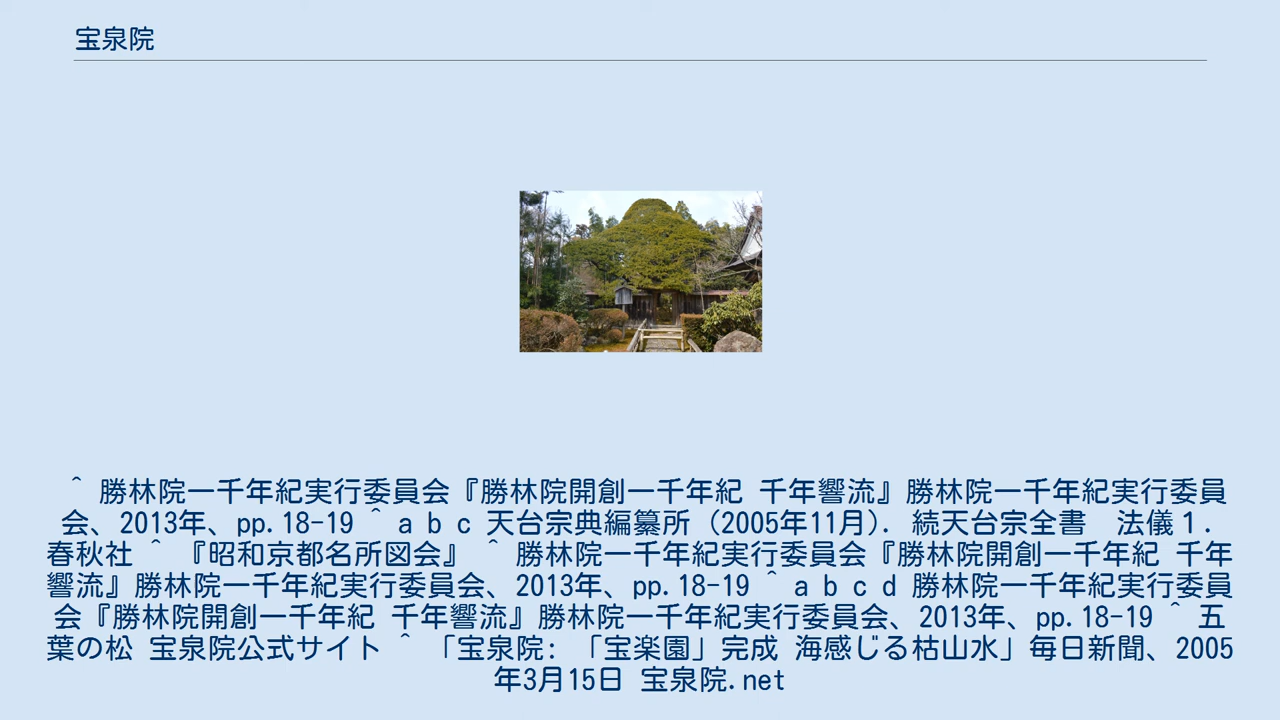 宝泉院
^ 勝林院一千年紀実行委員会『勝林院開創一千年紀 千年響流』勝林院一千年紀実行委員
会、2013年、pp.18-19 ^ a b c 天台宗典編纂所 (2005年11月). 続天台宗全書　法儀１.
春秋社 ^ 『昭和京都名所図会』 ^ 勝林院一千年紀実行委員会『勝林院開創一千年紀 千年
響流』勝林院一千年紀実行委員会、2013年、pp.18-19 ^ a b c d 勝林院一千年紀実行委員
会『勝林院開創一千年紀 千年響流』勝林院一千年紀実行委員会、2013年、pp.18-19 ^ 五
葉の松 宝泉院公式サイト ^ 「宝泉院: 「宝楽園」完成 海感じる枯山水」毎日新聞、2005
年3月15日 宝泉院.net